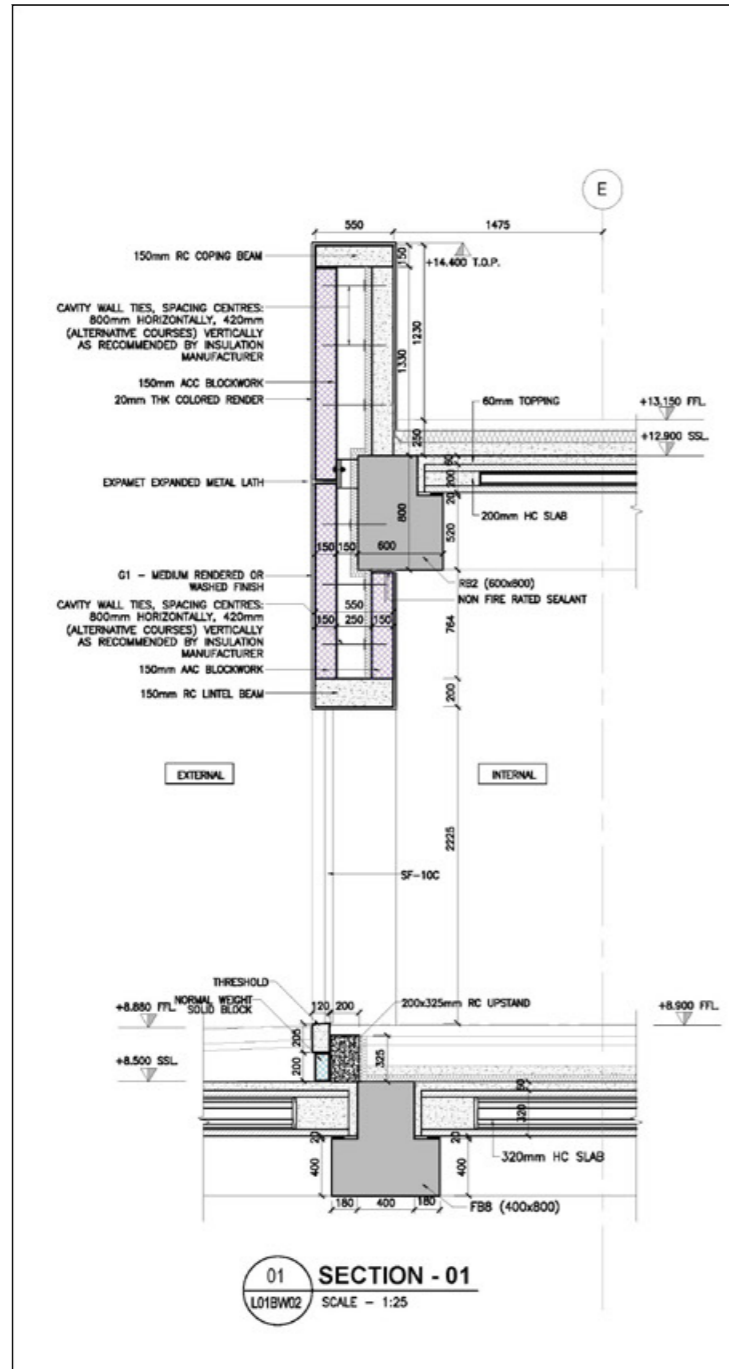 E
550
1475
150mm RC COPING BEAM
150
+14.400 T.O.P.
CAVITY WALL TIES, SPACING CENTRES:
800mm HORIZONTALLY, 420mm
(ALTERNATIVE COURSES) VERTICALLY
AS RECOMMENDED BY INSULATION
MANUFACTURER
1330
1230
150mm ACC BLOCKWORK
20mm THK COLORED RENDER
60mm TOPPING
+13.150 FFL.
250
+12.900 SSL.
60
200
20
EXPAMET EXPANDED METAL LATH
200mm HC SLAB
800
520
150
150
600
G1 - MEDIUM RENDERED OR
WASHED FINISH
RB2 (600x800)
NON FIRE RATED SEALANT
CAVITY WALL TIES, SPACING CENTRES:
800mm HORIZONTALLY, 420mm
(ALTERNATIVE COURSES) VERTICALLY
AS RECOMMENDED BY INSULATION
MANUFACTURER
550
150
250
150
764
150mm AAC BLOCKWORK
150mm RC LINTEL BEAM
200
EXTERNAL
INTERNAL
2225
SF-10C
THRESHOLD
NORMAL WEIGHT
SOLID BLOCK
120
200
200x325mm RC UPSTAND
+8.880 FFL.
+8.900 FFL.
205
325
+8.500 SSL.
200
320
20
20
400
400
320mm HC SLAB
180
400
180
FB8 (400x800)
01
L01BW02
SECTION - 01
SCALE - 1:25